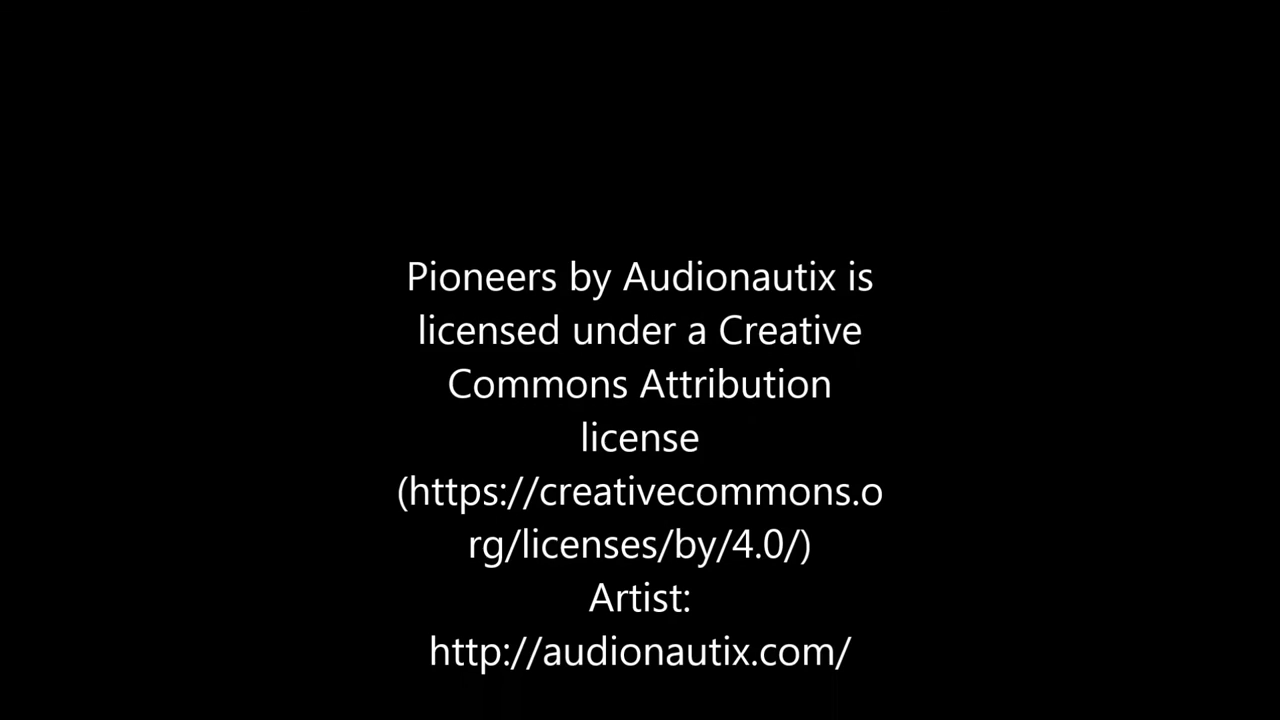 Pioneers by Audionautix is
licensed under a Creative
Commons Attribution
license
(https://creativecommons.o
rg/licenses/by/4.0/)
Artist:
http://audionautix.com/